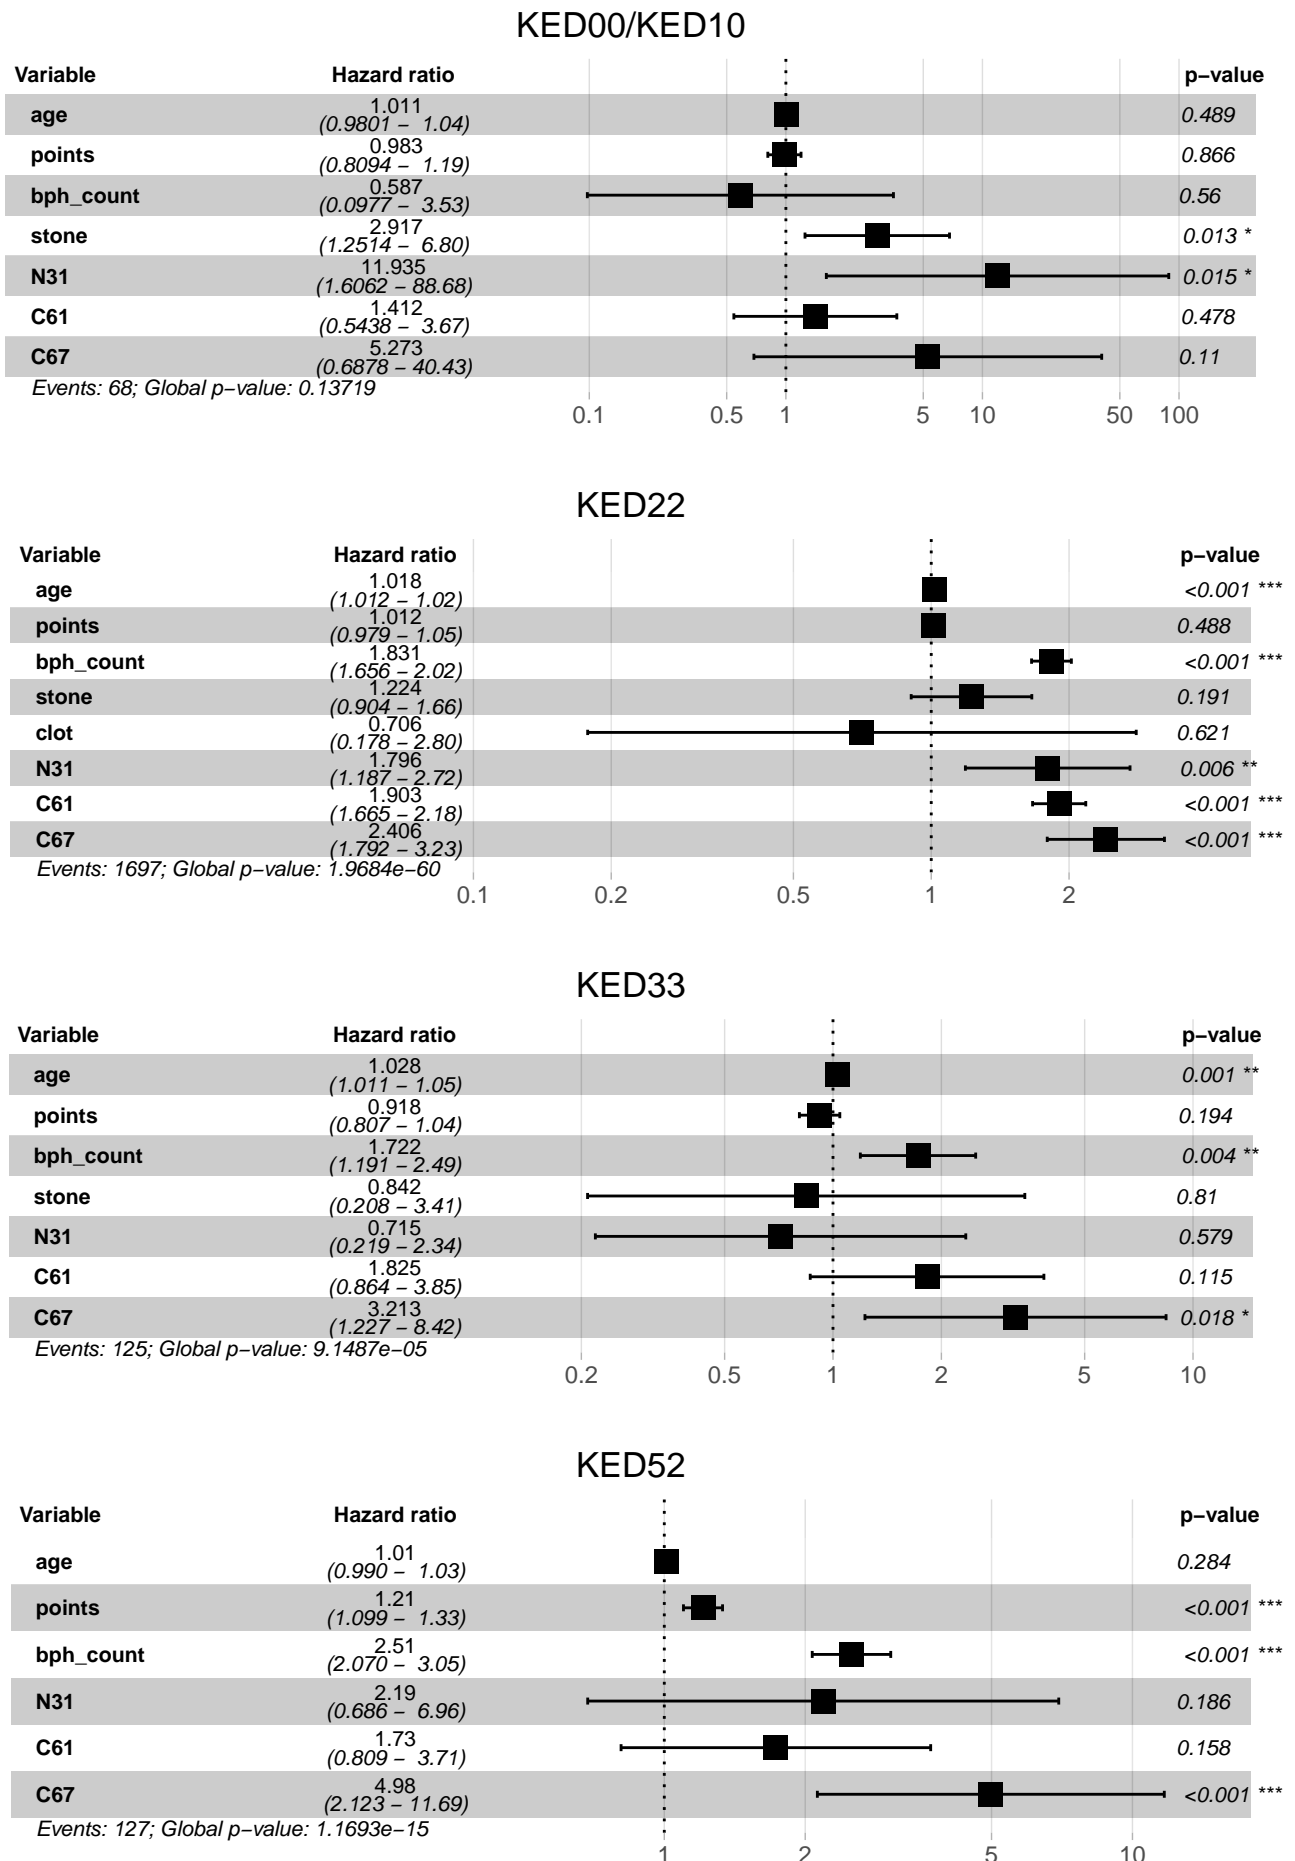 KED00/KED10
Variable Hazard ratio p−value
age 1.011 (0.9801 − 1.04) 0.489
points 0.983 (0.8094 − 1.19) 0.866
bph_count 0.587 (0.0977 − 3.53) 0.56
stone 2.917 (1.2514 − 6.80) 0.013 *
N31 11.935 (1.6062 − 88.68) 0.015 *
C61 1.412 (0.5438 − 3.67) 0.478
C67 5.273 (0.6878 − 40.43) 0.11
Events: 68; Global p−value: 0.13719
0.1 0.5 1 5 10 50 100
KED22
Variable Hazard ratio p−value
age 1.018 (1.012 − 1.02) <0.001 ***
points 1.012 (0.979 − 1.05) 0.488
bph_count 1.831 (1.656 − 2.02) <0.001 ***
stone 1.224 (0.904 − 1.66) 0.191
clot 0.706 (0.178 − 2.80) 0.621
N31 1.796 (1.187 − 2.72) 0.006 **
C61 1.903 (1.665 − 2.18) <0.001 ***
C67 2.406 (1.792 − 3.23) <0.001 ***
Events: 1697; Global p−value: 1.9684e−60
0.1 0.2 0.5 1 2
KED33
Variable Hazard ratio p−value
age 1.028 (1.011 − 1.05) 0.001 **
points 0.918 (0.807 − 1.04) 0.194
bph_count 1.722 (1.191 − 2.49) 0.004 **
stone 0.842 (0.208 − 3.41) 0.81
N31 0.715 (0.219 − 2.34) 0.579
C61 1.825 (0.864 − 3.85) 0.115
C67 3.213 (1.227 − 8.42) 0.018 *
Events: 125; Global p−value: 9.1487e−05
0.2 0.5 1 2 5 10
KED52
Variable Hazard ratio p−value
age 1.01 (0.990 − 1.03) 0.284
points 1.21 (1.099 − 1.33) <0.001 ***
bph_count 2.51 (2.070 − 3.05) <0.001 ***
N31 2.19 (0.686 − 6.96) 0.186
C61 1.73 (0.809 − 3.71) 0.158
C67 4.98 (2.123 − 11.69) <0.001 ***
Events: 127; Global p−value: 1.1693e−15
1 2 5 10